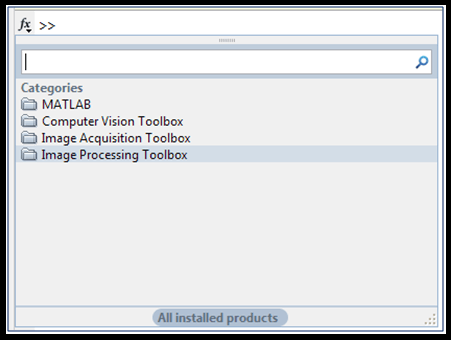 fx >>
Categories
MATLAB
Computer Vision Toolbox
Image Acquisition Toolbox
Image Processing Toolbox
All installed products